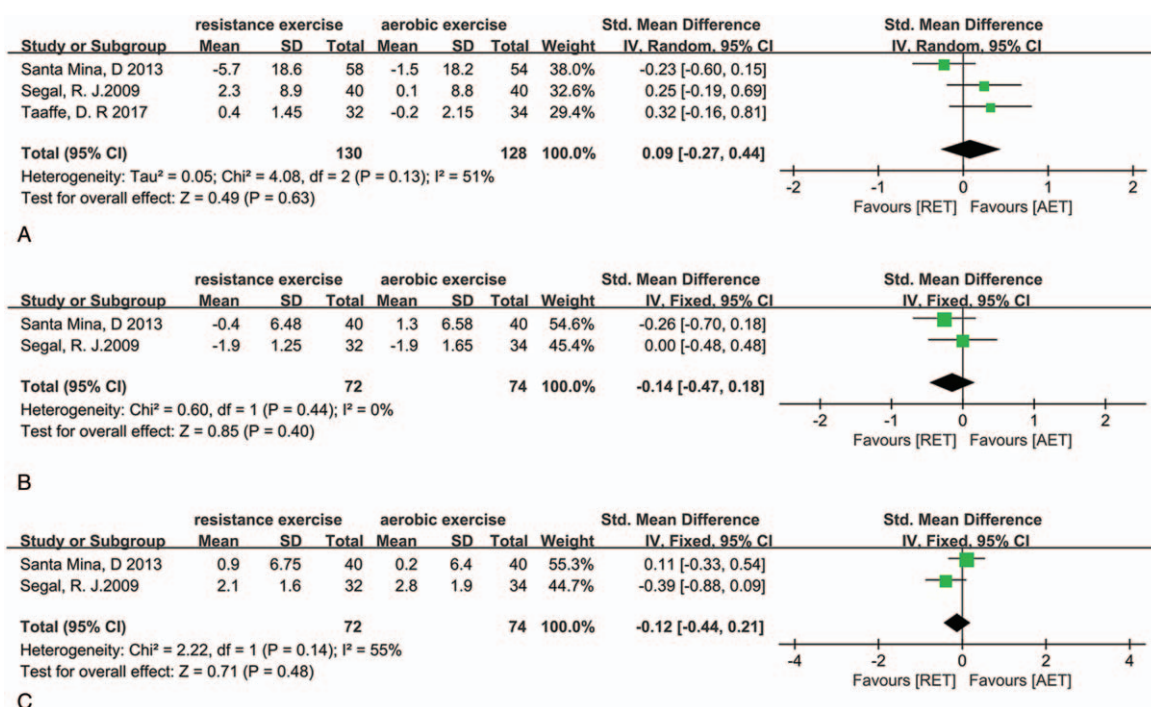 resistance exercise aerobic exercise Std. Mean Difference Std. Mean Difference
Study or Subgroup Mean SD Total Mean SD Total Weight IV, Random, 95% CI IV, Random, 95% CI
Santa Mina, D 2013 -5.7 18.6 58 -1.5 18.2 54 38.0% -0.23 [-0.60, 0.15]
Segal, R. J.2009 2.3 8.9 40 0.1 8.8 40 32.6% 0.25 [-0.19, 0.69]
Taaffe, D. R 2017 0.4 1.45 32 -0.2 2.15 34 29.4% 0.32 [-0.16, 0.81]
Total (95% CI) 130 128 100.0% 0.09 [-0.27, 0.44]
Heterogeneity: Tau² = 0.05; Chi² = 4.08, df = 2 (P = 0.13); I² = 51%
Test for overall effect: Z = 0.49 (P = 0.63)
-2 -1 0 1 2
Favours [RET] Favours [AET]
A
resistance exercise aerobic exercise Std. Mean Difference Std. Mean Difference
Study or Subgroup Mean SD Total Mean SD Total Weight IV, Fixed, 95% CI IV, Fixed, 95% CI
Santa Mina, D 2013 -0.4 6.48 40 1.3 6.58 40 54.6% -0.26 [-0.70, 0.18]
Segal, R. J.2009 -1.9 1.25 32 -1.9 1.65 34 45.4% 0.00 [-0.48, 0.48]
Total (95% CI) 72 74 100.0% -0.14 [-0.47, 0.18]
Heterogeneity: Chi² = 0.60, df = 1 (P = 0.44); I² = 0%
Test for overall effect: Z = 0.85 (P = 0.40)
-2 -1 0 1 2
Favours [RET] Favours [AET]
B
resistance exercise aerobic exercise Std. Mean Difference Std. Mean Difference
Study or Subgroup Mean SD Total Mean SD Total Weight IV, Fixed, 95% CI IV, Fixed, 95% CI
Santa Mina, D 2013 0.9 6.75 40 0.2 6.4 40 55.3% 0.11 [-0.33, 0.54]
Segal, R. J.2009 2.1 1.6 32 2.8 1.9 34 44.7% -0.39 [-0.88, 0.09]
Total (95% CI) 72 74 100.0% -0.12 [-0.44, 0.21]
Heterogeneity: Chi² = 2.22, df = 1 (P = 0.14); I² = 55%
Test for overall effect: Z = 0.71 (P = 0.48)
-4 -2 0 2 4
Favours [RET] Favours [AET]
C